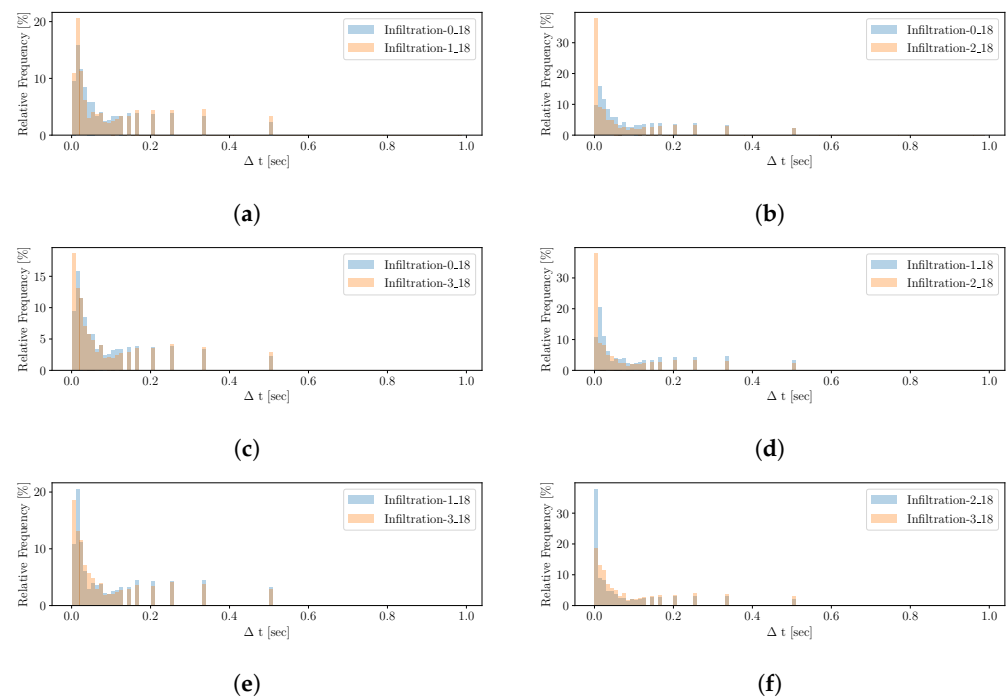 Relative Frequency [%]
20
10
0
Infiltration-0_18
Infiltration-1_18
0.0 0.2 0.4 0.6 0.8 1.0
Δ t [sec]
(a)
Relative Frequency [%]
30
20
10
0
Infiltration-0_18
Infiltration-2_18
0.0 0.2 0.4 0.6 0.8 1.0
Δ t [sec]
(b)
Relative Frequency [%]
15
10
5
0
Infiltration-0_18
Infiltration-3_18
0.0 0.2 0.4 0.6 0.8 1.0
Δ t [sec]
(c)
Relative Frequency [%]
30
20
10
0
Infiltration-1_18
Infiltration-2_18
0.0 0.2 0.4 0.6 0.8 1.0
Δ t [sec]
(d)
Relative Frequency [%]
20
10
0
Infiltration-1_18
Infiltration-3_18
0.0 0.2 0.4 0.6 0.8 1.0
Δ t [sec]
(e)
Relative Frequency [%]
30
20
10
0
Infiltration-2_18
Infiltration-3_18
0.0 0.2 0.4 0.6 0.8 1.0
Δ t [sec]
(f)